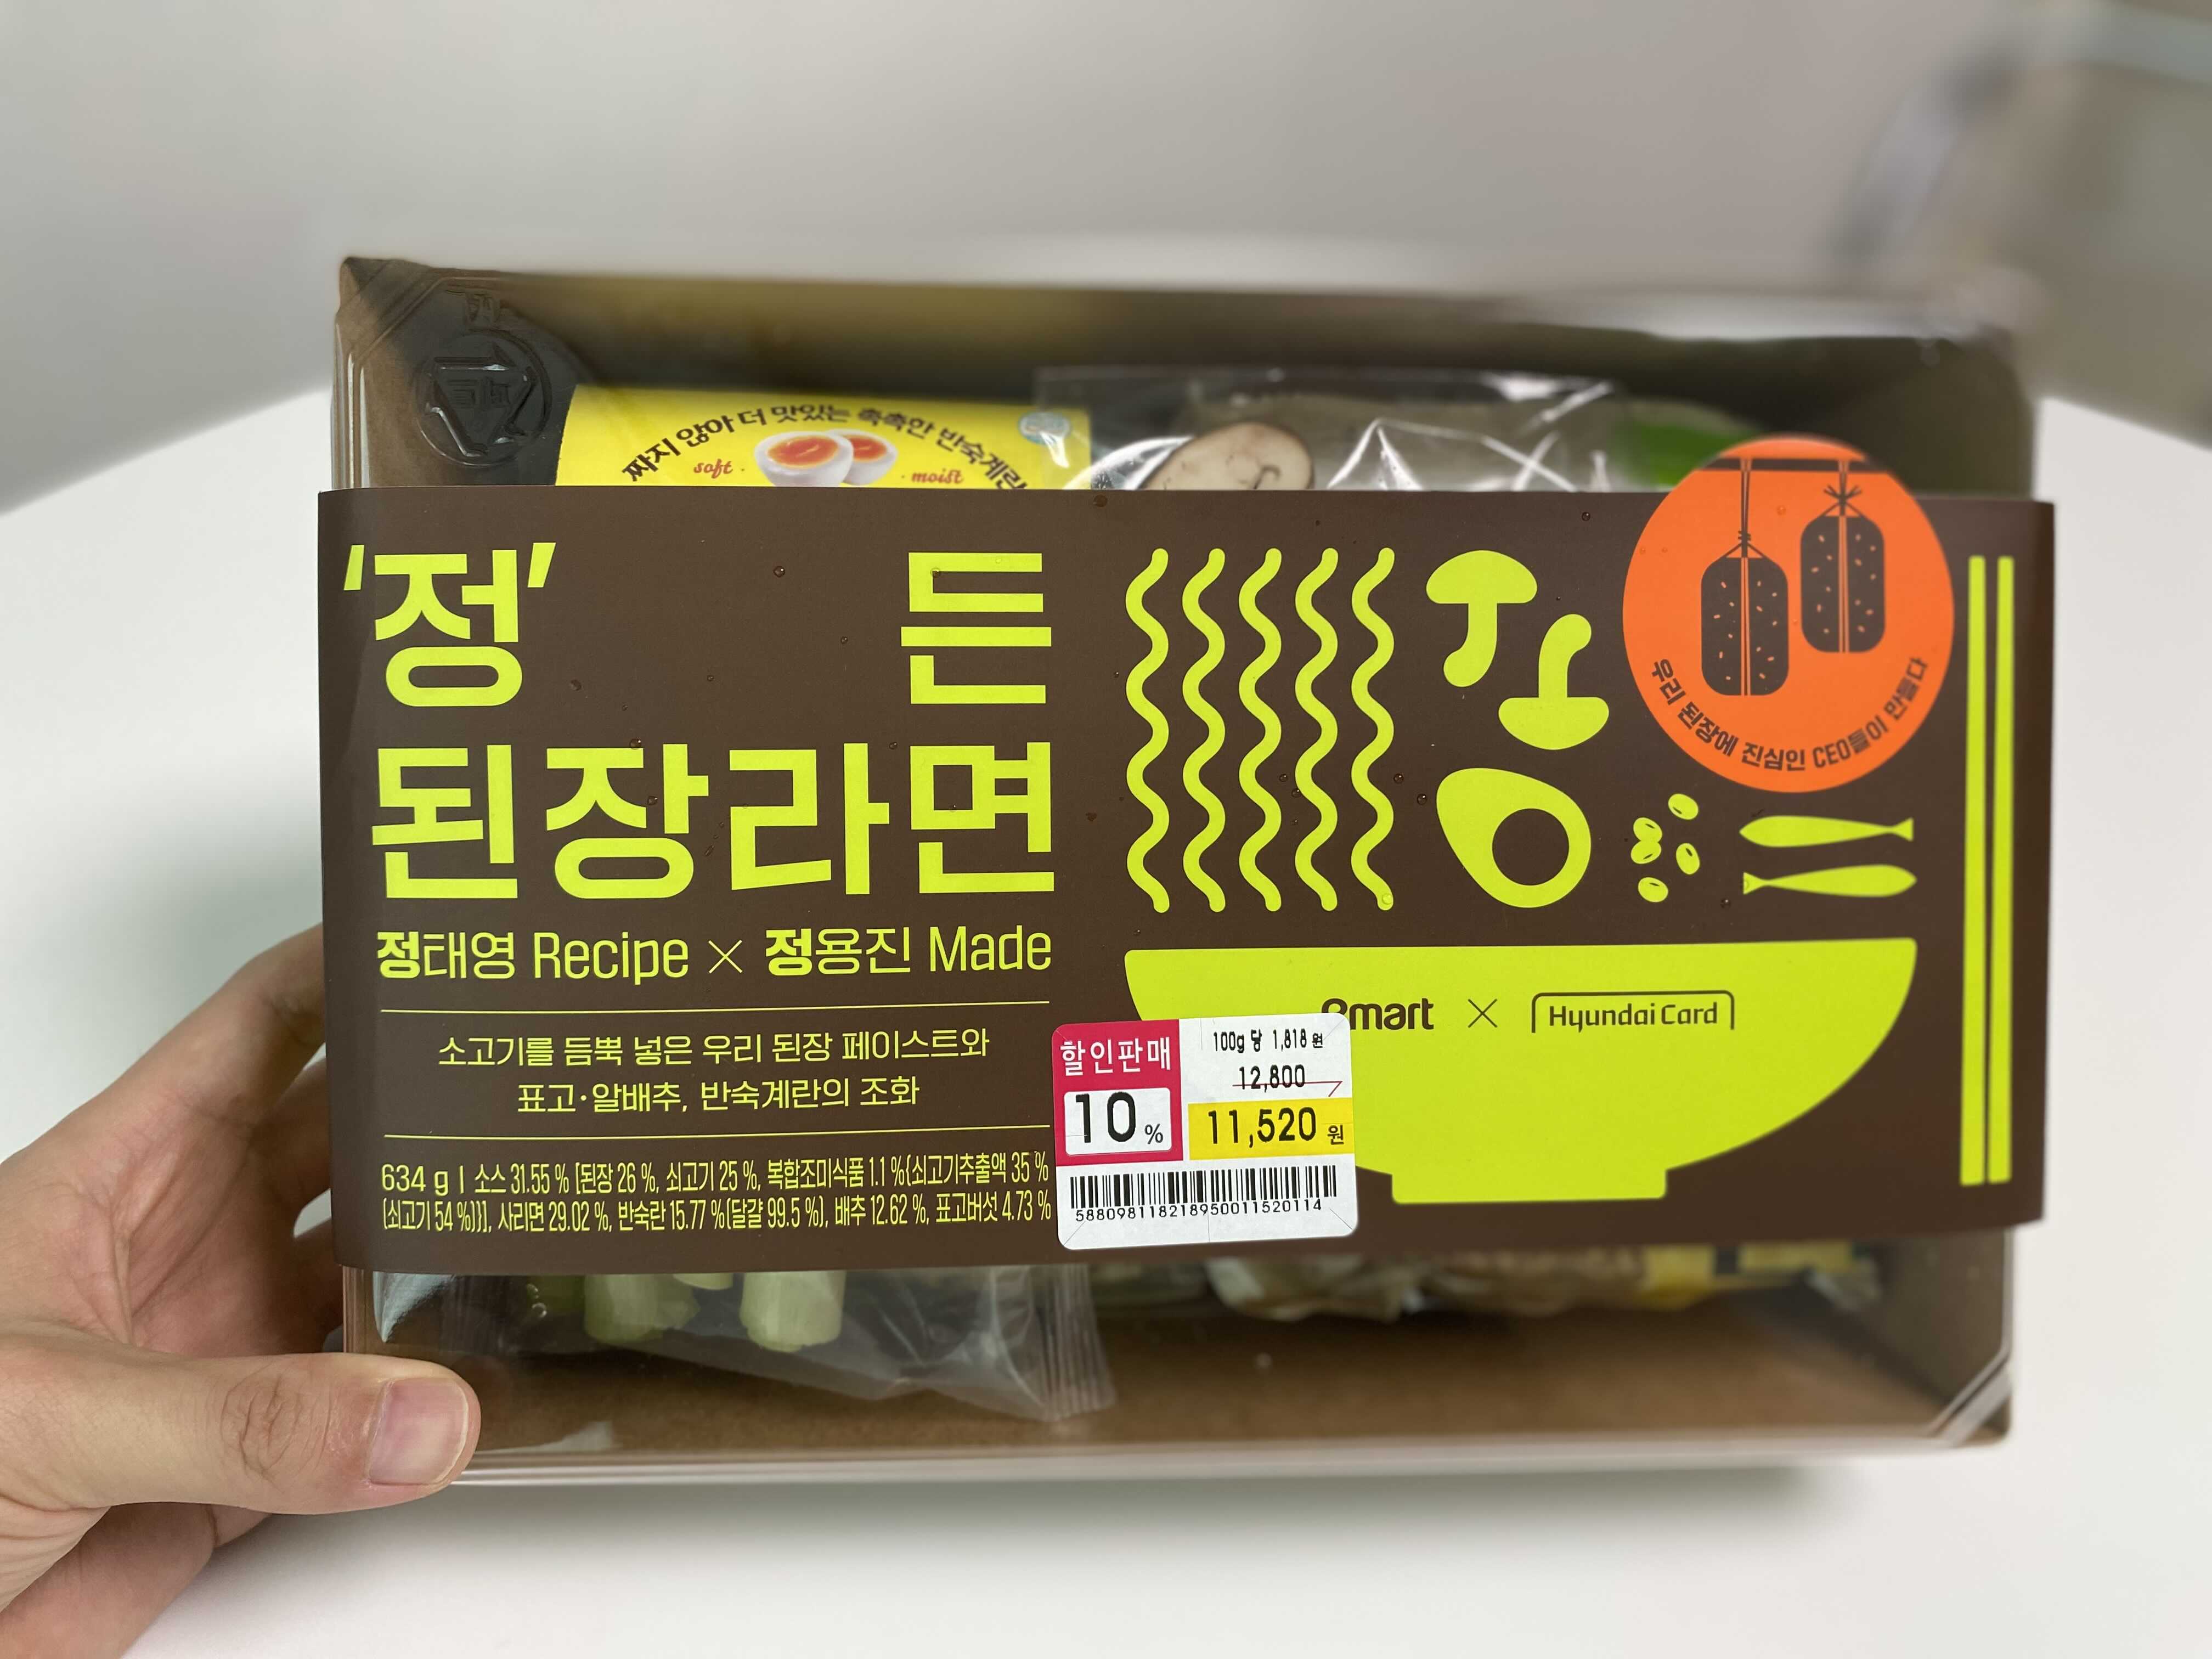 짜지 않아 더 맛있는 촉촉한 반숙계란
soft · · moist
'정' 든
된장라면
정태영 Recipe × 정용진 Made
소고기를 듬뿍 넣은 우리 된장 페이스트와
표고·알배추, 반숙계란의 조화
634 g | 소스 31.55 % [된장 26 %, 쇠고기 25 %, 복합조미식품 1.1 %{쇠고기추출액 35 %
(쇠고기 54 %)}], 사리면 29.02 %, 반숙란 15.77 %(달걀 99.5 %), 배추 12.62 %, 표고버섯 4.73 %
우리 된장에 진심인 CEO들이 만들다
emart × Hyundai Card
할인판매
10 %
100g 당 1,818 원
12,800
11,520 원
588098118218950011520114